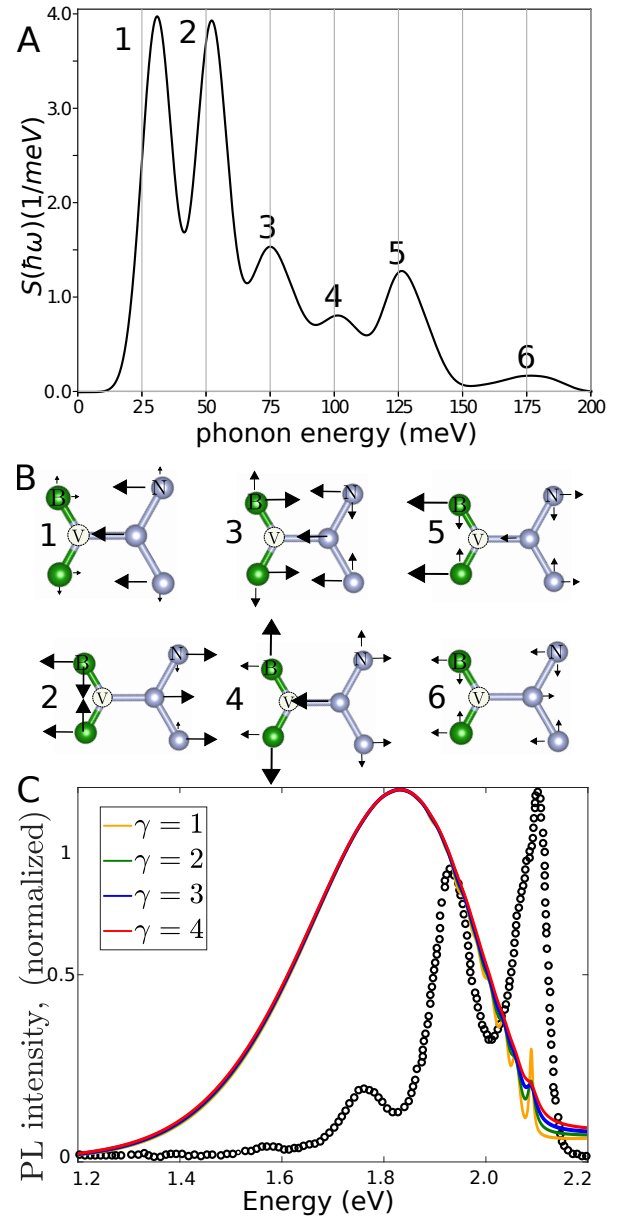 A
S(ħω)(1/meV)
4.0
3.0
2.0
1.0
0.0
1
2
3
4
5
6
0 25 50 75 100 125 150 175 200
phonon energy (meV)
B
B N
1 V
B N
3 V
B N
5 V
B N
2 V
B N
4 V
B N
6 V
C
PL intensity, (normalized)
γ = 1
γ = 2
γ = 3
γ = 4
1
0.5
0
1.2 1.4 1.6 1.8 2.0 2.2
Energy (eV)